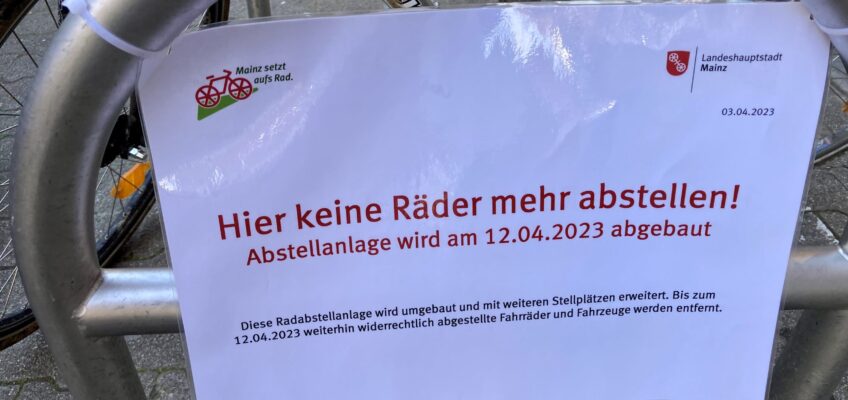 Mainz setzt
aufs Rad.
Landeshauptstadt
Mainz
03.04.2023
Hier keine Räder mehr abstellen!
Abstellanlage wird am 12.04.2023 abgebaut
Diese Radabstellanlage wird umgebaut und mit weiteren Stellplätzen erweitert. Bis zum
12.04.2023 weiterhin widerrechtlich abgestellte Fahrräder und Fahrzeuge werden entfernt.